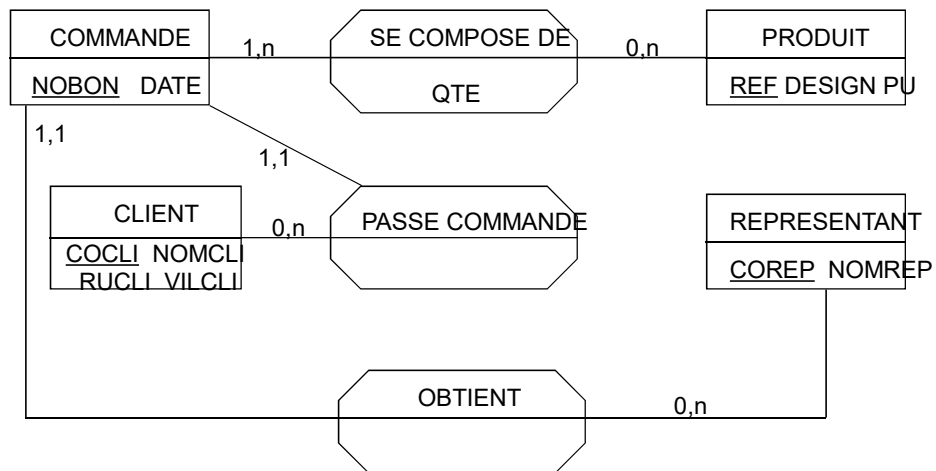 COMMANDE
NOBON DATE
1,n
SE COMPOSE DE
QTE
0,n
PRODUIT
REF DESIGN PU
1,1
1,1
CLIENT
COCLI NOMCLI
RUCLI VILCLI
0,n
PASSE COMMANDE
REPRESENTANT
COREP NOMREP
OBTIENT
0,n